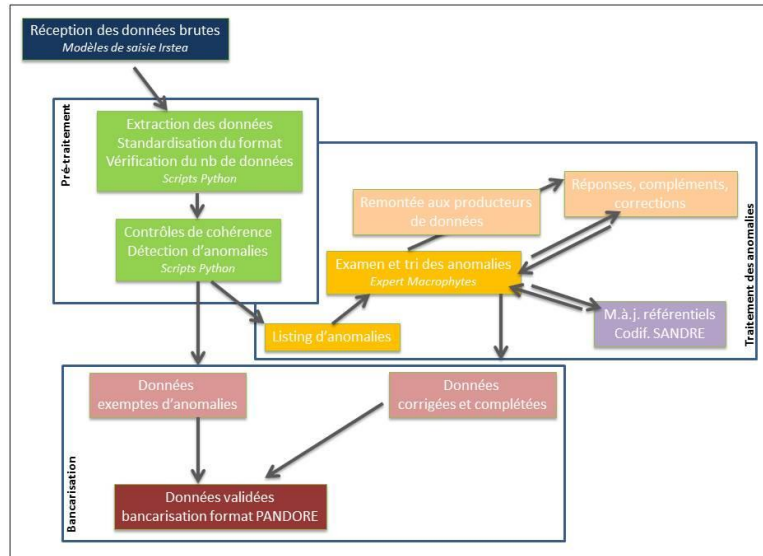 Réception des données brutes
Modèles de saisie Irstea
Pré-traitement
Extraction des données
Standardisation du format
Vérification du nb de données
Scripts Python
Contrôles de cohérence
Détection d'anomalies
Scripts Python
Traitement des anomalies
Remontée aux producteurs
de données
Réponses, compléments,
corrections
Examen et tri des anomalies
Expert Macrophytes
Listing d'anomalies
M.à.j. référentiels
Codif. SANDRE
Bancarisation
Données
exemptes d'anomalies
Données
corrigées et complétées
Données validées
bancarisation format PANDORE